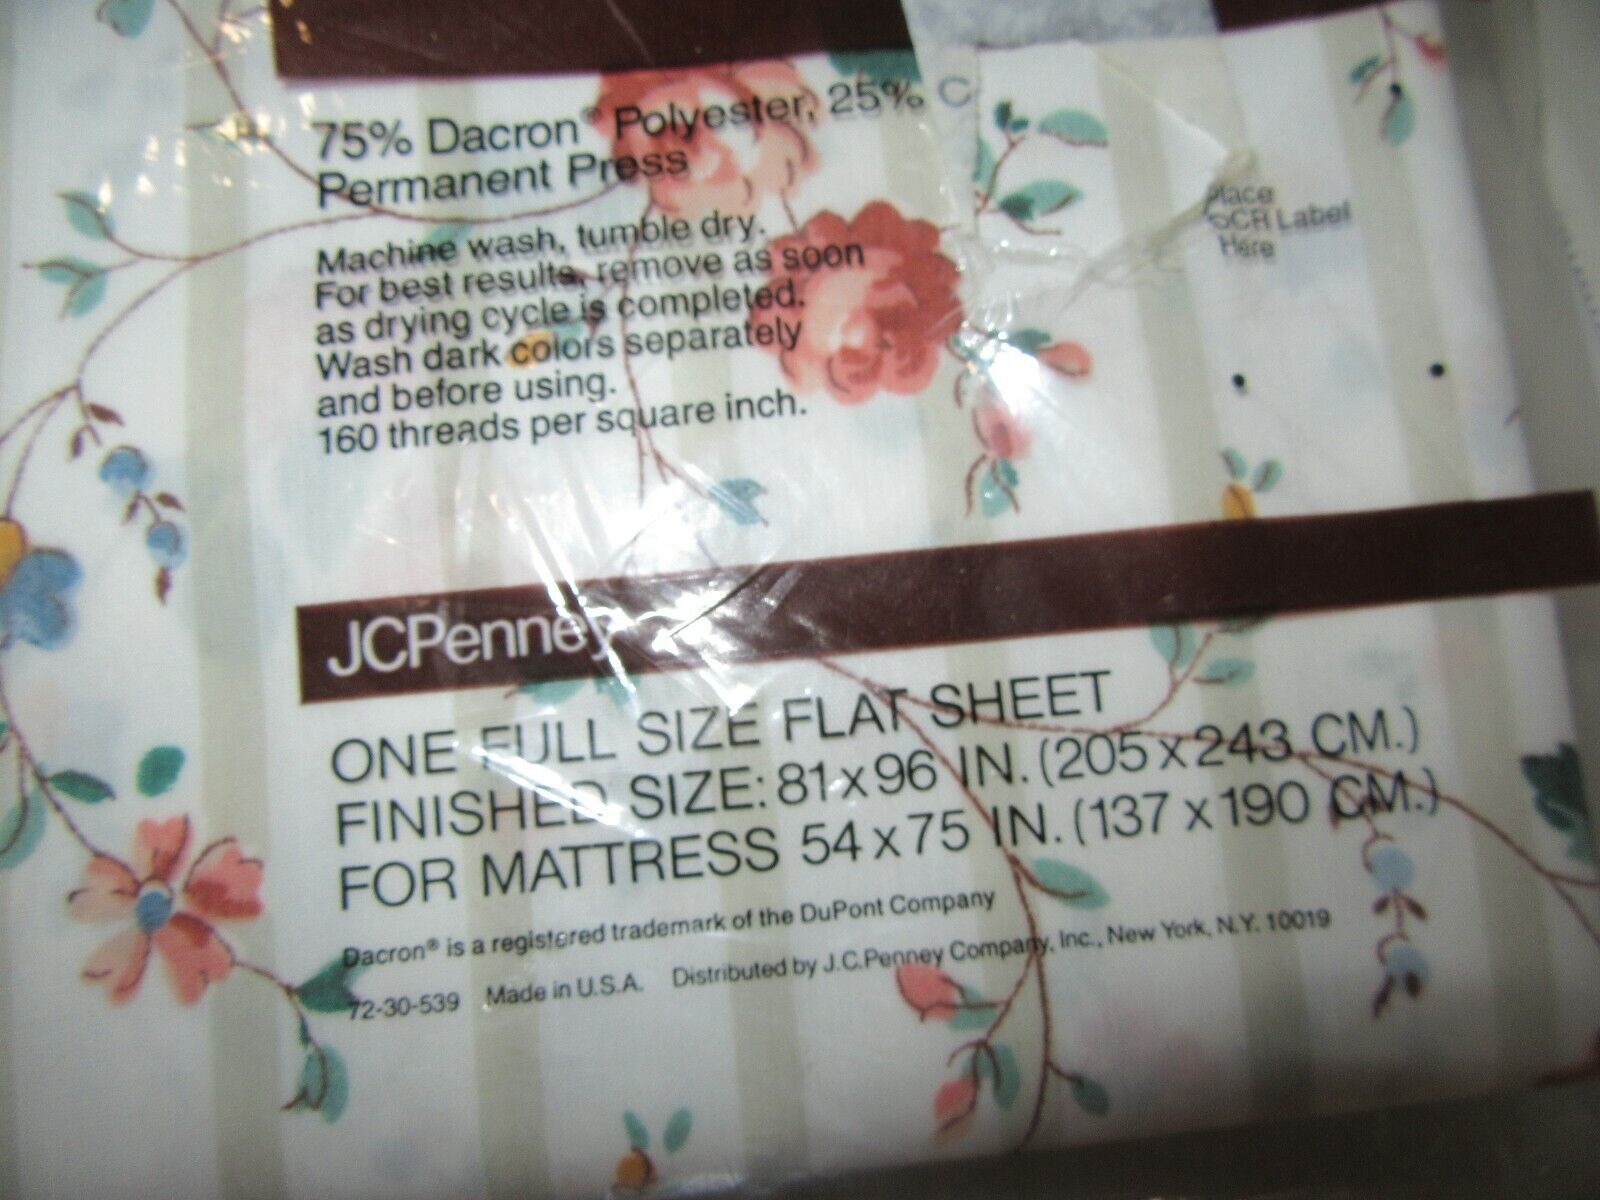 75% Dacron® Polyester, 25% C
Permanent Press
Machine wash, tumble dry.
For best results, remove as soon
as drying cycle is completed.
Wash dark colors separately
and before using.
160 threads per square inch.
Place
OCR Label
Here
JCPenney
ONE FULL SIZE FLAT SHEET
FINISHED SIZE: 81 x 96 IN. (205 x 243 CM.)
FOR MATTRESS 54 x 75 IN. (137 x 190 CM.)
Dacron® is a registered trademark of the DuPont Company
72-30-539 Made in U.S.A. Distributed by J.C.Penney Company, Inc., New York, N.Y. 10019